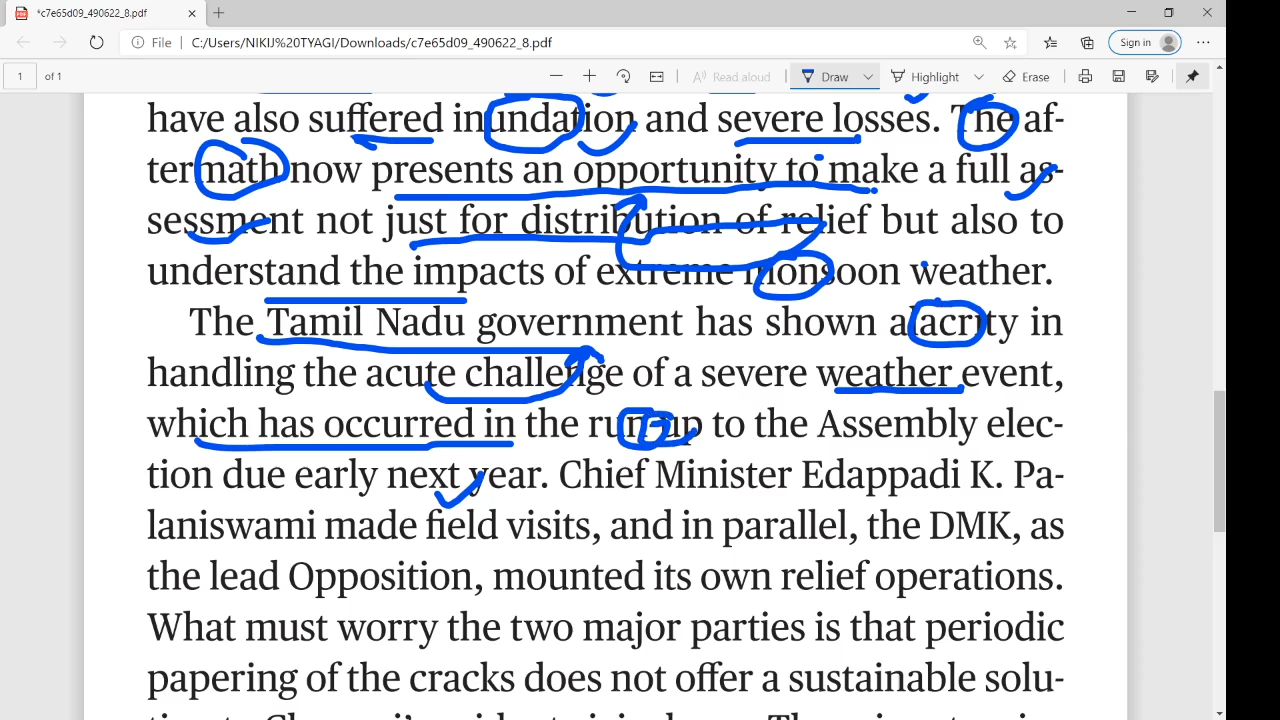 *c7e65d09_490622_8.pdf
File
C:/Users/NIKIJ%20TYAGI/Downloads/c7e65d09_490622_8.pdf
Sign in
1 of 1
Read aloud
Draw
Highlight
Erase
have also suffered inundation and severe losses. The af-
termath now presents an opportunity to make a full as-
sessment not just for distribution of relief but also to
understand the impacts of extreme monsoon weather.
The Tamil Nadu government has shown alacrity in
handling the acute challenge of a severe weather event,
which has occurred in the run-up to the Assembly elec-
tion due early next year. Chief Minister Edappadi K. Pa-
laniswami made field visits, and in parallel, the DMK, as
the lead Opposition, mounted its own relief operations.
What must worry the two major parties is that periodic
papering of the cracks does not offer a sustainable solu-